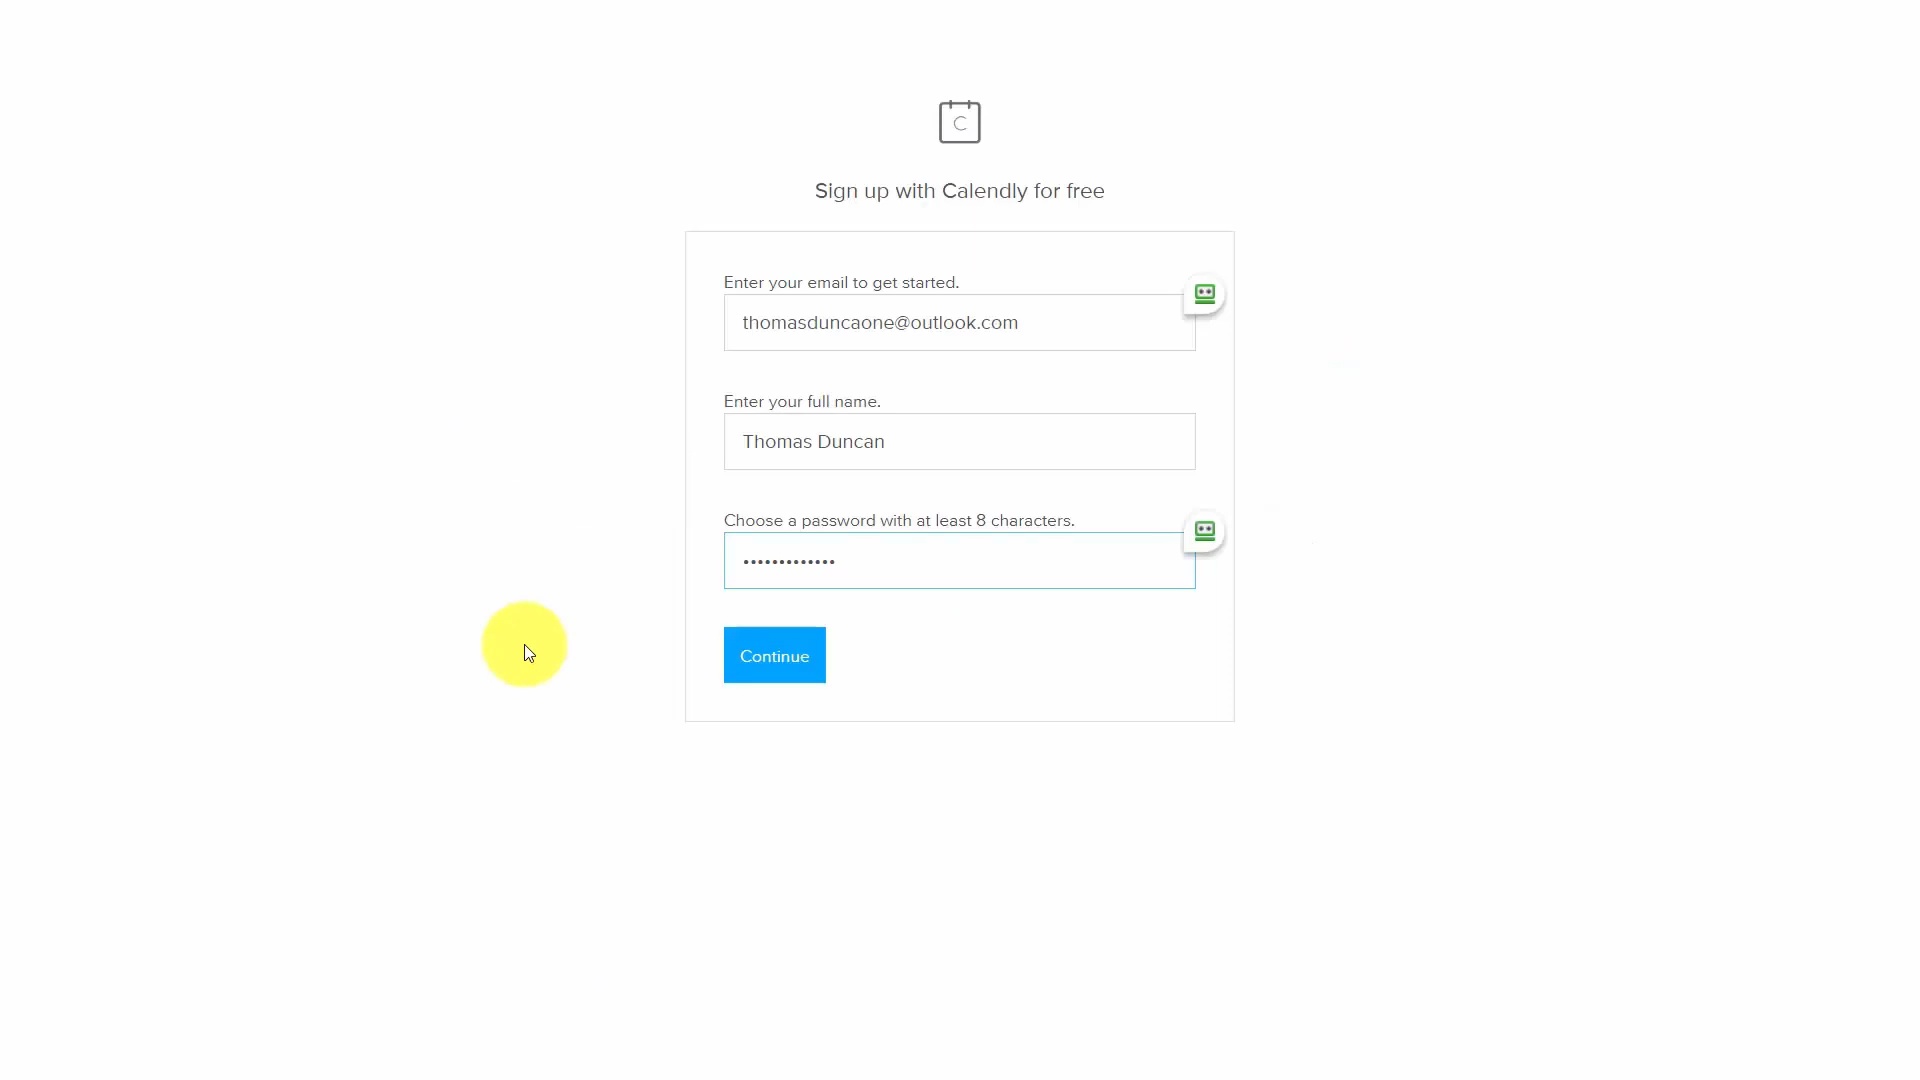 C
Sign up with Calendly for free
Enter your email to get started.
thomasduncaone@outlook.com
Enter your full name.
Thomas Duncan
Choose a password with at least 8 characters.
•••••••••••••
Continue